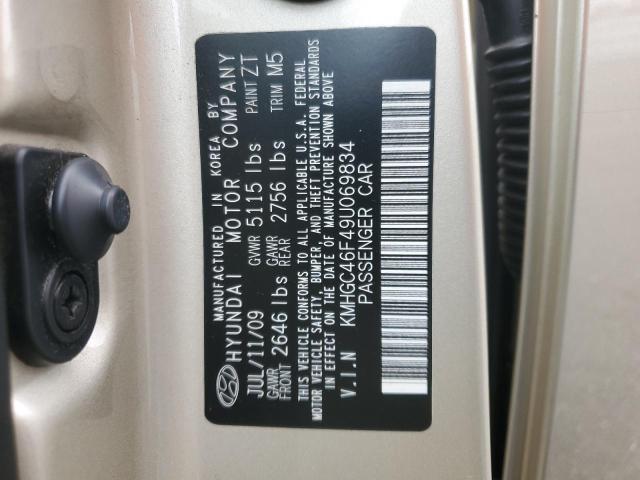 MANUFACTURED IN KOREA BY
HYUNDAI MOTOR COMPANY
JUL/11/09 GVWR 5115 lbs PAINT ZT
GAWR FRONT 2646 lbs GAWR REAR 2756 lbs TRIM M5
THIS VEHICLE CONFORMS TO ALL APPLICABLE U.S.A. FEDERAL
MOTOR VEHICLE SAFETY, BUMPER, AND THEFT PREVENTION STANDARDS
IN EFFECT ON THE DATE OF MANUFACTURE SHOWN ABOVE
V.I.N KMHGC46F49U069834
PASSENGER CAR